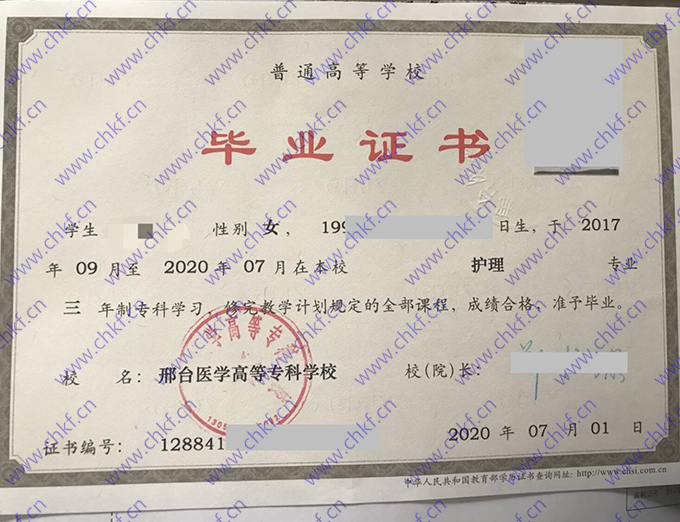 普通高等学校
毕业证书
学生 性别 女， 199 日生，于 2017
年 09 月至 2020 年 07 月在本校 护理 专业
三 年制专科学习，修完教学计划规定的全部课程，成绩合格，准予毕业。
校 名：邢台医学高等专科学校 校（院）长：
证书编号： 128841 2020 年 07 月 01 日
中华人民共和国教育部学历证书查询网址：http://www.chsi.com.cn
www.chkf.cn